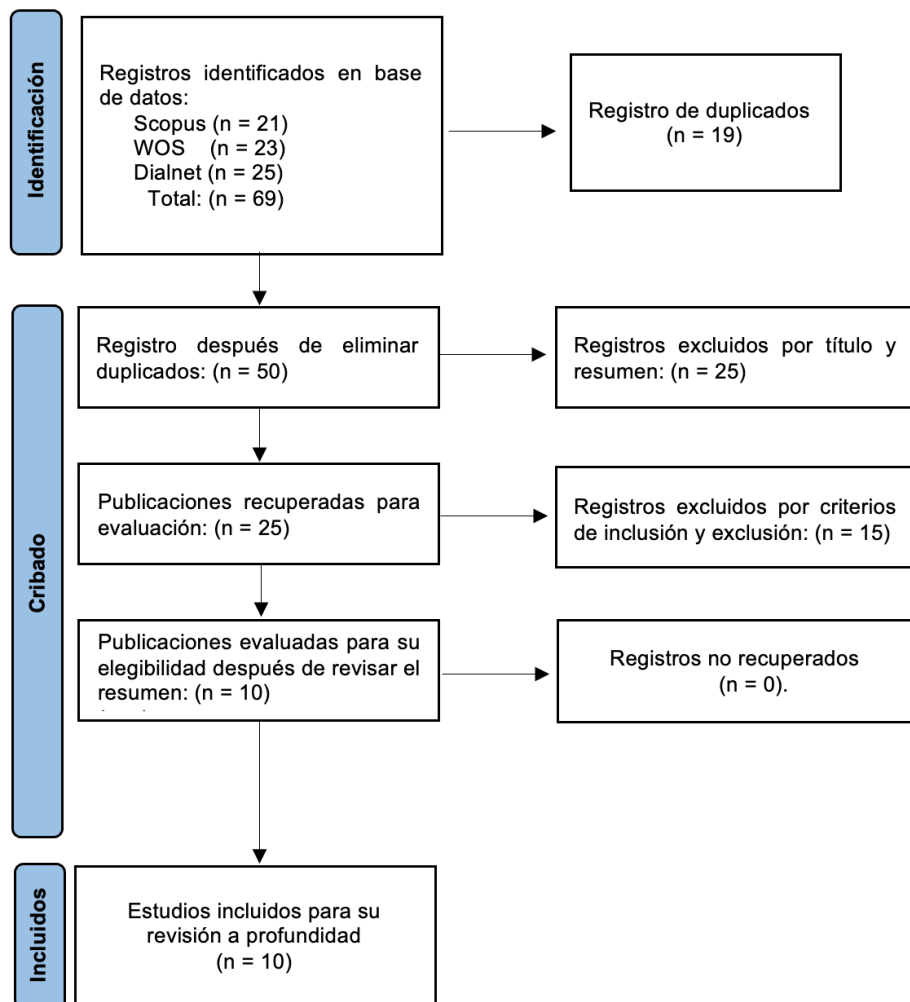 Identificación
Registros identificados en base
de datos:
Scopus (n = 21)
WOS (n = 23)
Dialnet (n = 25)
Total: (n = 69)
Registro de duplicados
(n = 19)
Cribado
Registro después de eliminar
duplicados: (n = 50)
Registros excluidos por título y
resumen: (n = 25)
Publicaciones recuperadas para
evaluación: (n = 25)
Registros excluidos por criterios
de inclusión y exclusión: (n = 15)
Publicaciones evaluadas para su
elegibilidad después de revisar el
resumen: (n = 10)
Registros no recuperados
(n = 0).
Incluidos
Estudios incluidos para su
revisión a profundidad
(n = 10)